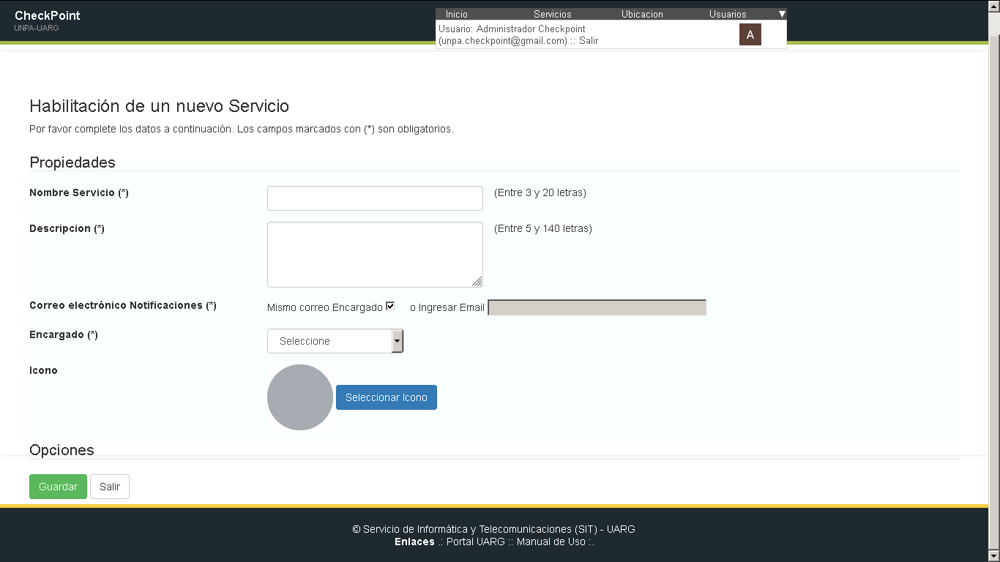 CheckPoint
UNPA-UARG
Inicio Servicios Ubicacion Usuarios ▼
Usuario: Administrador Checkpoint
(unpa.checkpoint@gmail.com) :: Salir
A
Habilitación de un nuevo Servicio
Por favor complete los datos a continuación. Los campos marcados con (*) son obligatorios.
Propiedades
Nombre Servicio (*) (Entre 3 y 20 letras)
Descripcion (*) (Entre 5 y 140 letras)
Correo electrónico Notificaciones (*) Mismo correo Encargado o Ingresar Email
Encargado (*) Seleccione
Icono Seleccionar Icono
Opciones
Guardar Salir
© Servicio de Informática y Telecomunicaciones (SIT) - UARG
Enlaces .: Portal UARG :: Manual de Uso :.